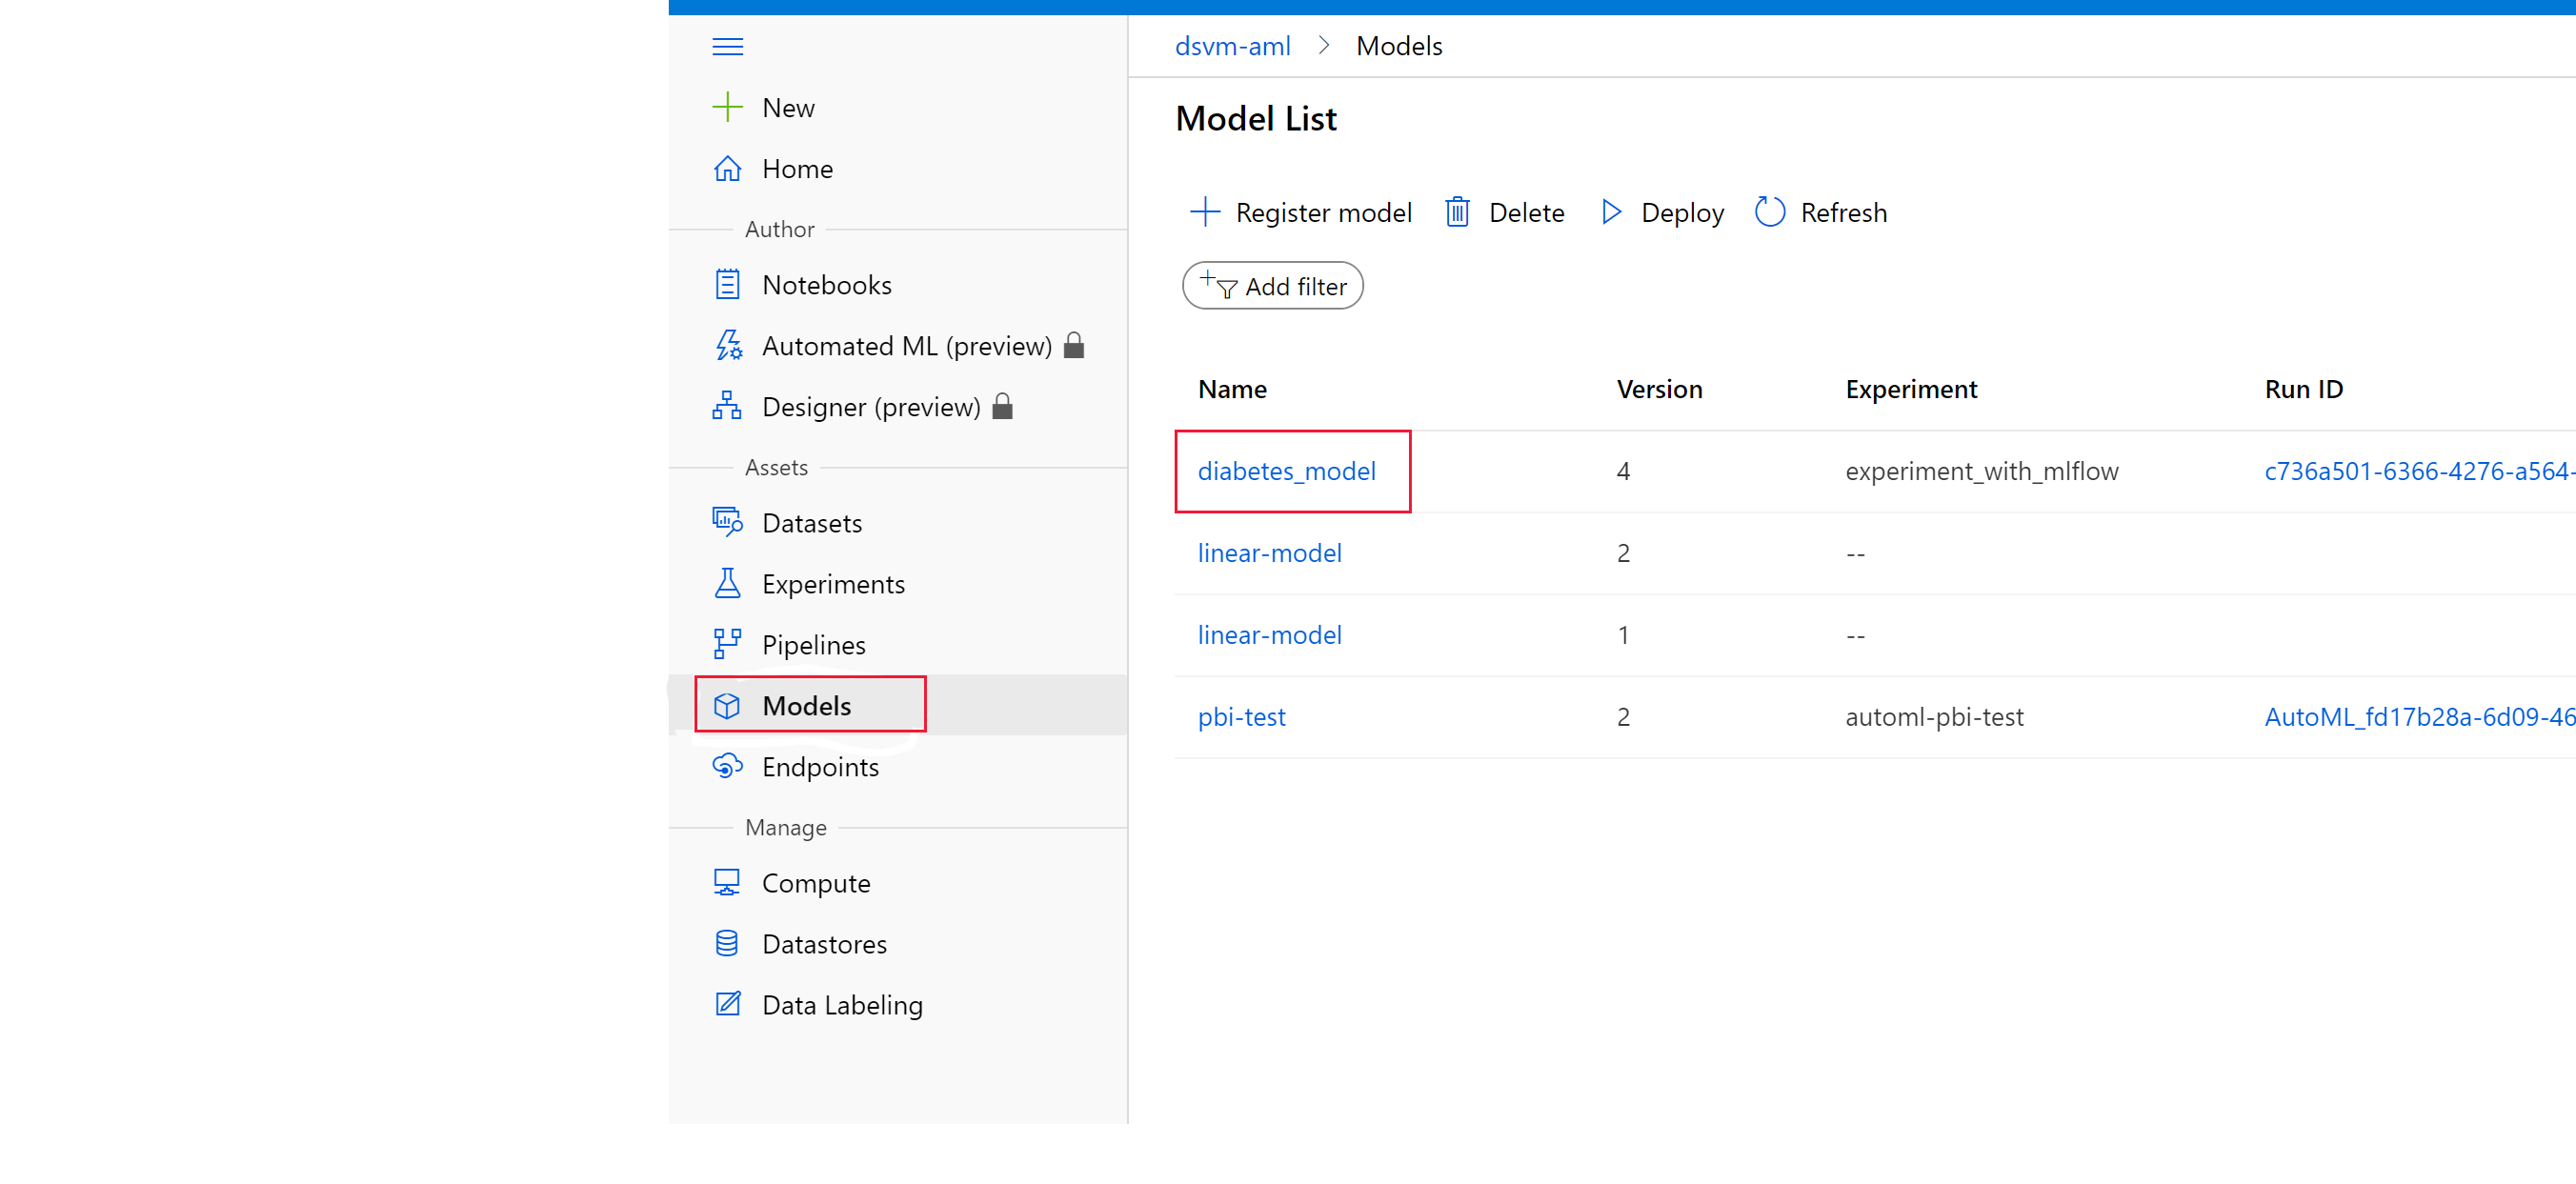 dsvm-aml > Models
New
Home
Author
Notebooks
Automated ML (preview)
Designer (preview)
Assets
Datasets
Experiments
Pipelines
Models
Endpoints
Manage
Compute
Datastores
Data Labeling
Model List
Register model Delete Deploy Refresh
Add filter
Name Version Experiment Run ID
diabetes_model 4 experiment_with_mlflow c736a501-6366-4276-a564-
linear-model 2 --
linear-model 1 --
pbi-test 2 automl-pbi-test AutoML_fd17b28a-6d09-46